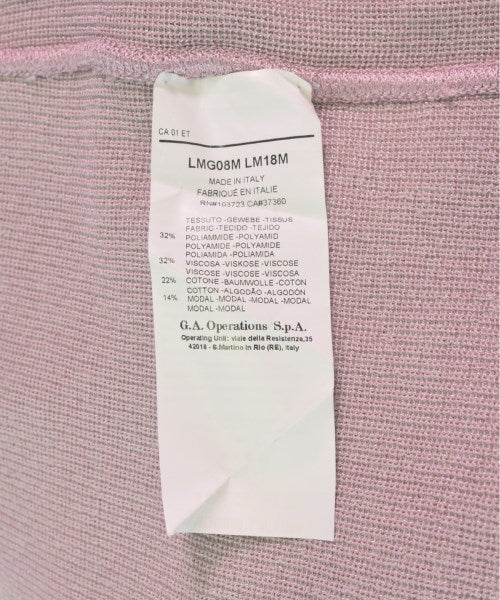 CA 01 ET
LMG08M LM18M
MADE IN ITALY
FABRIQUÉ EN ITALIE
RN#103723 CA#37360
TESSUTO -GEWEBE -TISSUS
FABRIC -TECIDO -TEJIDO
32% POLIAMMIDE -POLYAMID
POLYAMIDE -POLYAMIDE
POLIAMIDA -POLIAMIDA
32% VISCOSA -VISKOSE -VISCOSE
VISCOSE -VISCOSE -VISCOSA
22% COTONE -BAUMWOLLE -COTON
COTTON -ALGODÃO -ALGODÓN
14% MODAL -MODAL -MODAL -MODAL
MODAL -MODAL
G.A. Operations S.p.A.
Operating Unit: viale della Resistenza,35
42018 - S.Martino in Rio (RE), Italy